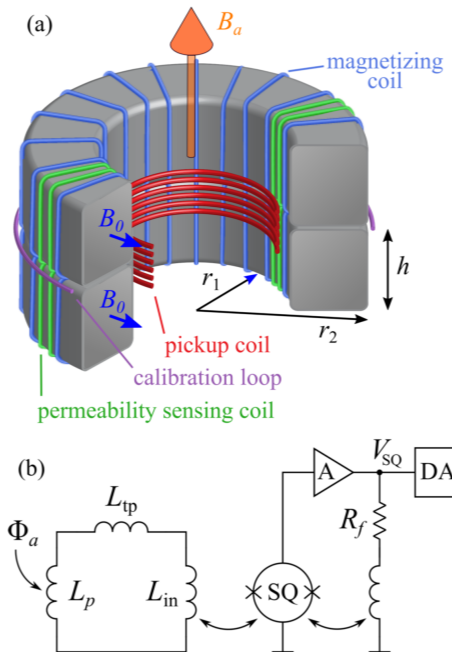 (a)
B_a
magnetizing
coil
B_0
B_0
r_1
h
r_2
pickup coil
calibration loop
permeability sensing coil
(b)
V_SQ
A
DA
L_tp
R_f
Φ_a
L_p
L_in
SQ